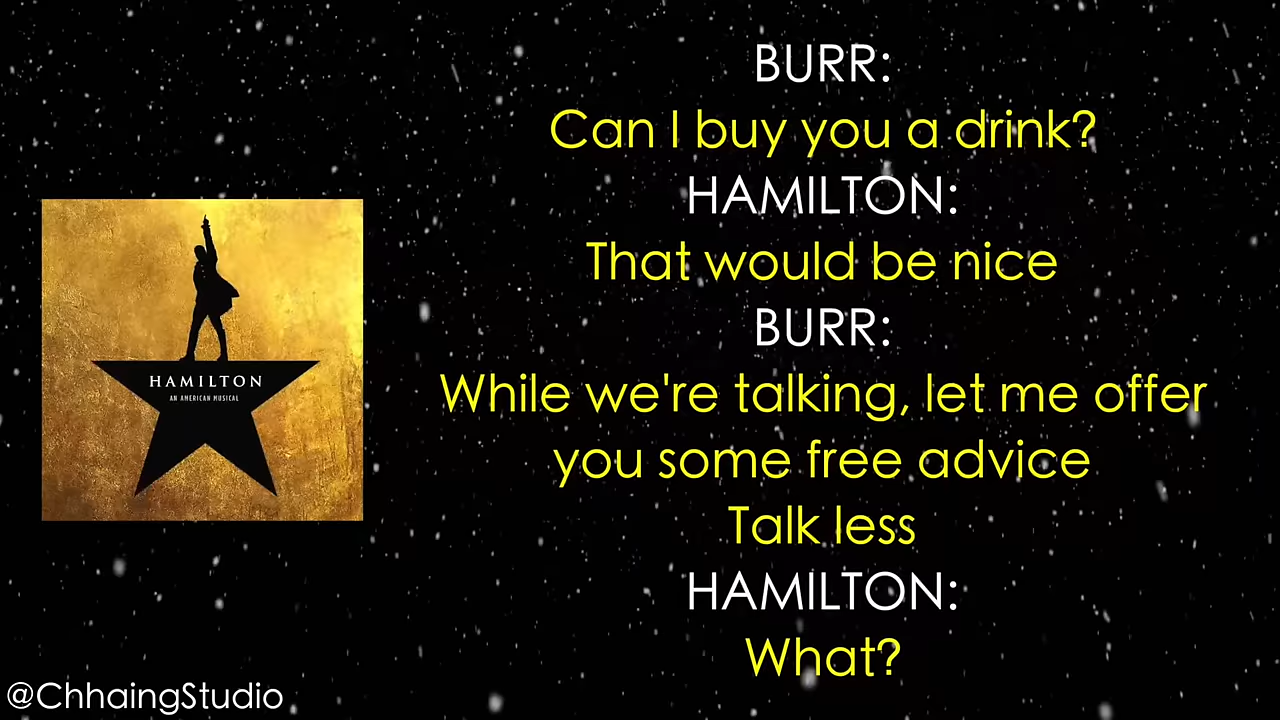 BURR:
Can I buy you a drink?
HAMILTON:
That would be nice
BURR:
While we're talking, let me offer
you some free advice
Talk less
HAMILTON:
What?
HAMILTON
AN AMERICAN MUSICAL
@ChhaingStudio